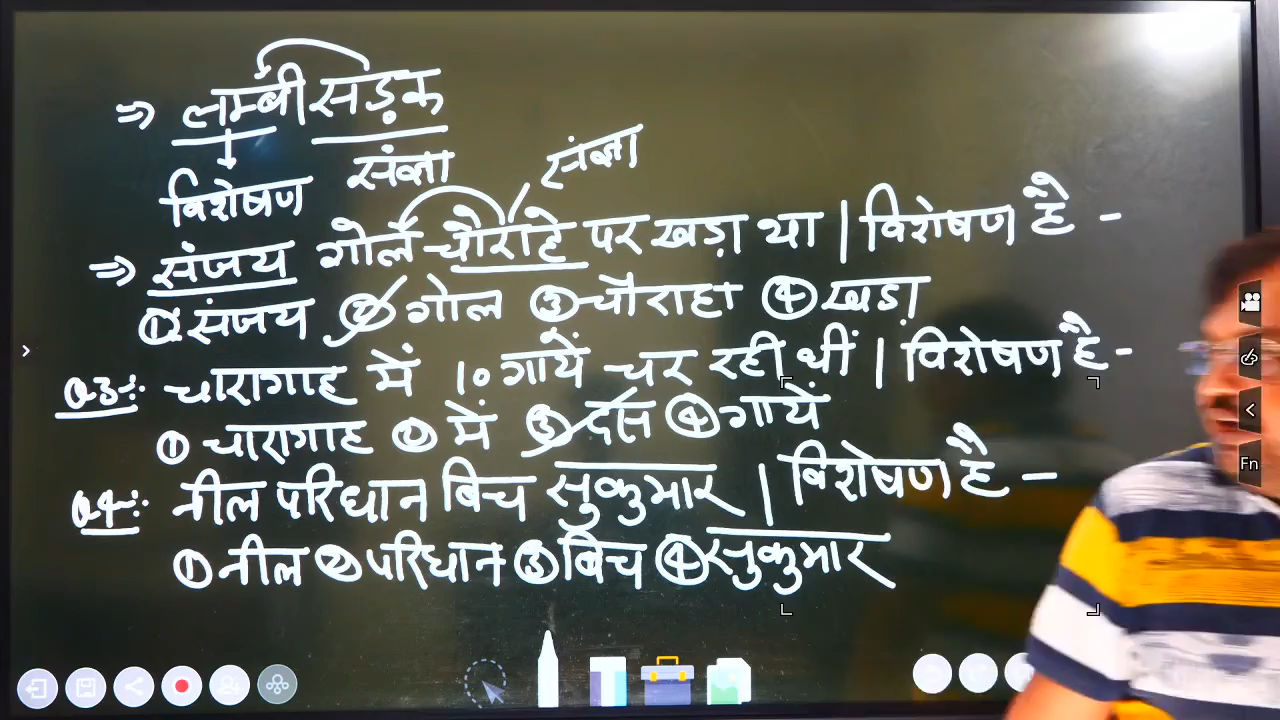 ⇒ लम्बी सड़क
विशेषण संज्ञा संज्ञा
⇒ संजय गोल चौराहे पर खड़ा था | विशेषण है -
① संजय ② गोल ③ चौराहा ④ खड़ा
Q.3:- चारागाह में 10 गायें चर रही थीं | विशेषण है -
① चारागाह ② में ③ दस ④ गायें
Q.4:- नील परिधान बिच सुकुमार | विशेषण है -
① नील ② परिधान ③ बिच ④ सुकुमार
Fn